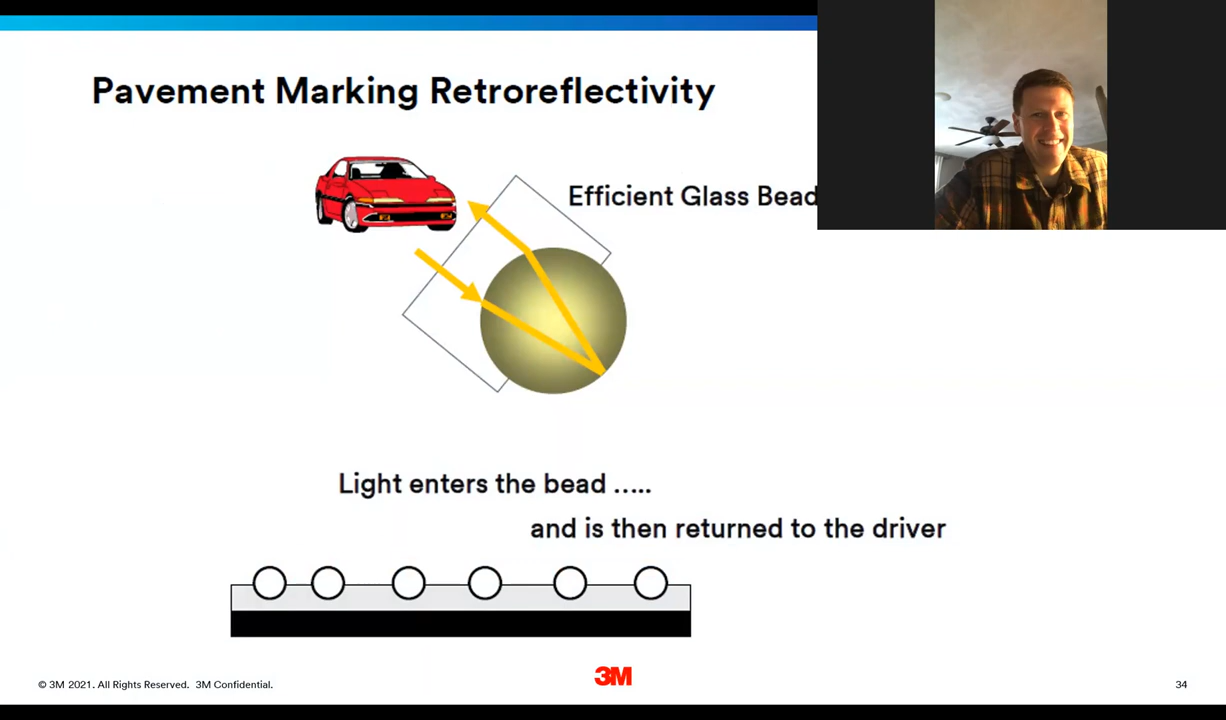 Pavement Marking Retroreflectivity
Efficient Glass Bead
Light enters the bead .....
and is then returned to the driver
© 3M 2021. All Rights Reserved. 3M Confidential.
3M
34